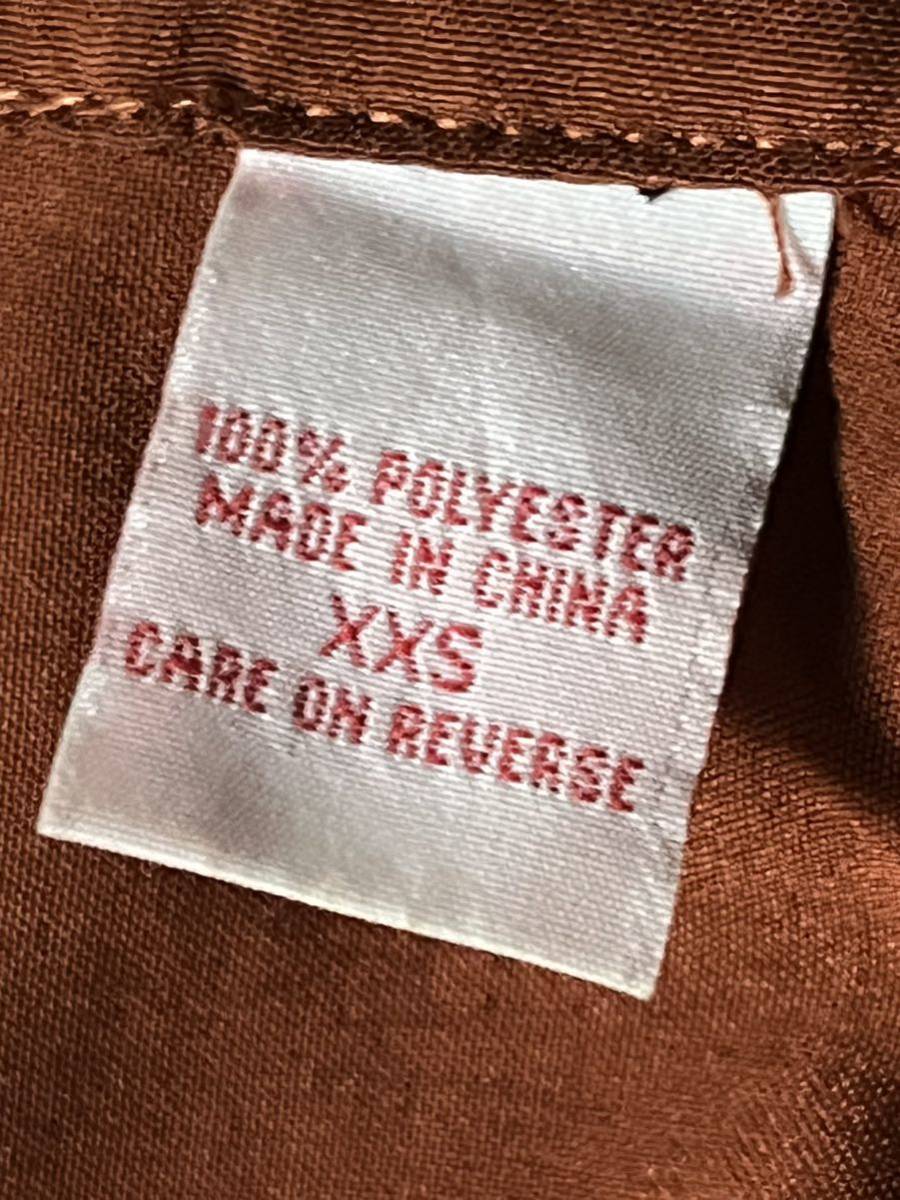 100% POLYESTER
MADE IN CHINA
XXS
CARE ON REVERSE